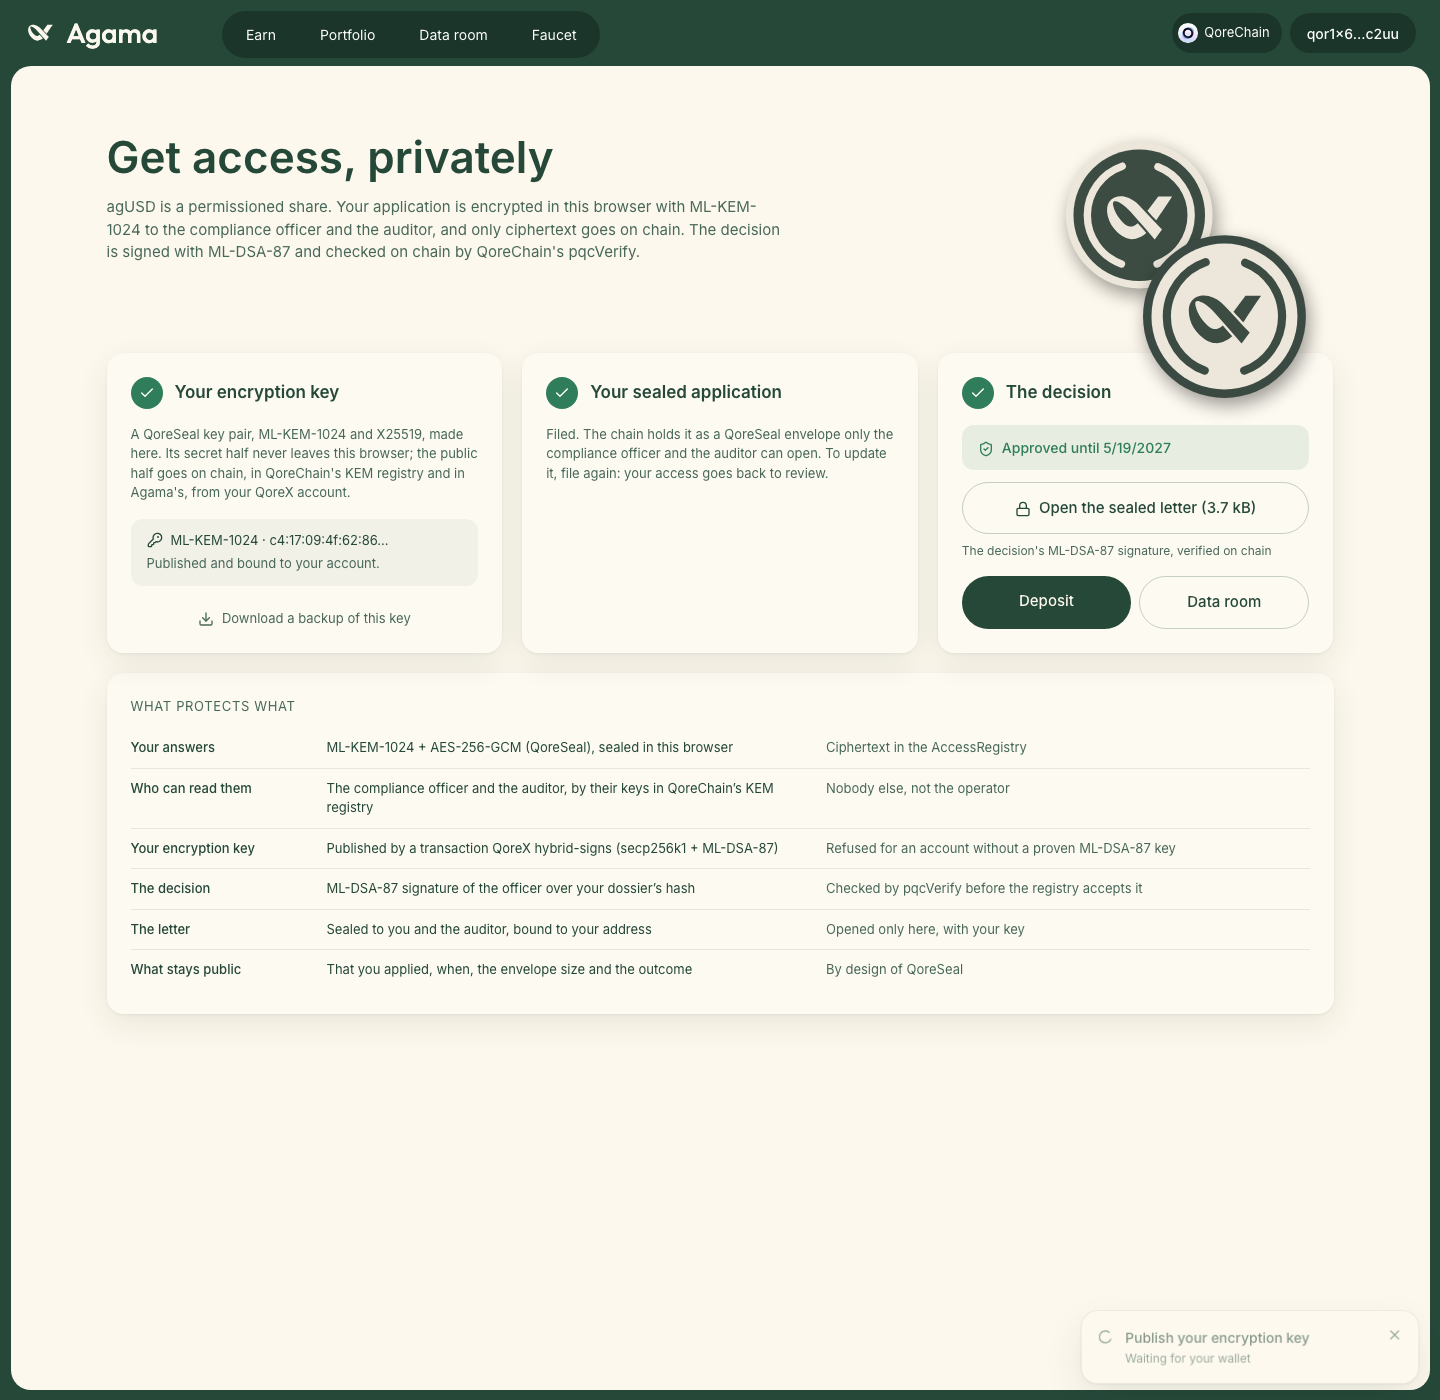 Agama
Earn
Portfolio
Data room
Faucet
QoreChain
qor1x6...c2uu
Get access, privately
agUSD is a permissioned share. Your application is encrypted in this browser with ML-KEM-
1024 to the compliance officer and the auditor, and only ciphertext goes on chain. The decision
is signed with ML-DSA-87 and checked on chain by QoreChain's pqcVerify.
Your encryption key
A QoreSeal key pair, ML-KEM-1024 and X25519, made
here. Its secret half never leaves this browser; the public
half goes on chain, in QoreChain's KEM registry and in
Agama's, from your QoreX account.
ML-KEM-1024 · c4:17:09:4f:62:86...
Published and bound to your account.
Download a backup of this key
Your sealed application
Filed. The chain holds it as a QoreSeal envelope only the
compliance officer and the auditor can open. To update
it, file again: your access goes back to review.
The decision
Approved until 5/19/2027
Open the sealed letter (3.7 kB)
The decision's ML-DSA-87 signature, verified on chain
Deposit
Data room
WHAT PROTECTS WHAT
Your answers
ML-KEM-1024 + AES-256-GCM (QoreSeal), sealed in this browser
Ciphertext in the AccessRegistry
Who can read them
The compliance officer and the auditor, by their keys in QoreChain’s KEM
registry
Nobody else, not the operator
Your encryption key
Published by a transaction QoreX hybrid-signs (secp256k1 + ML-DSA-87)
Refused for an account without a proven ML-DSA-87 key
The decision
ML-DSA-87 signature of the officer over your dossier’s hash
Checked by pqcVerify before the registry accepts it
The letter
Sealed to you and the auditor, bound to your address
Opened only here, with your key
What stays public
That you applied, when, the envelope size and the outcome
By design of QoreSeal
Publish your encryption key
Waiting for your wallet